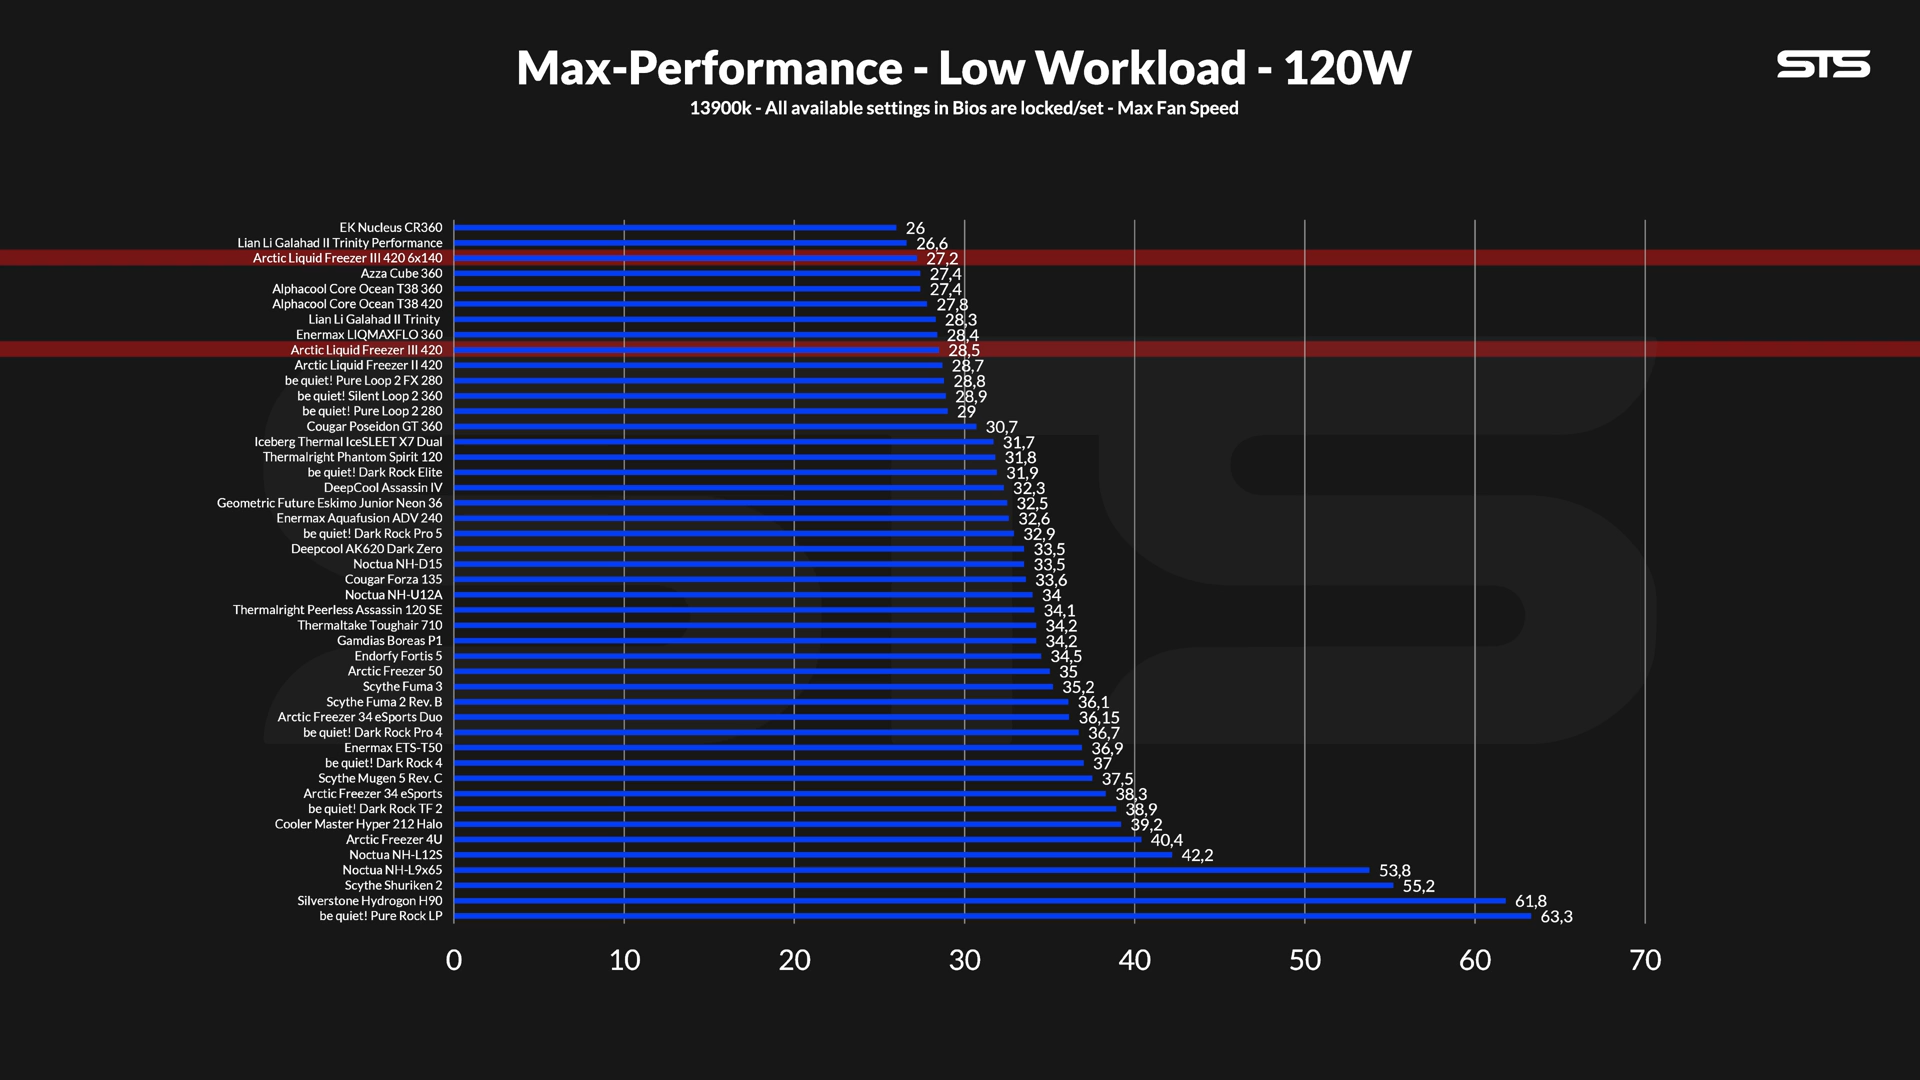 Max-Performance - Low Workload - 120W
STS
13900k - All available settings in Bios are locked/set - Max Fan Speed
EK Nucleus CR360 26
Lian Li Galahad II Trinity Performance 26,6
Arctic Liquid Freezer III 420 6x140 27,2
Azza Cube 360 27,4
Alphacool Core Ocean T38 360 27,4
Alphacool Core Ocean T38 420 27,8
Lian Li Galahad II Trinity 28,3
Enermax LIQMAXFLO 360 28,4
Arctic Liquid Freezer III 420 28,5
Arctic Liquid Freezer II 420 28,7
be quiet! Pure Loop 2 FX 280 28,8
be quiet! Silent Loop 2 360 28,9
be quiet! Pure Loop 2 280 29
Cougar Poseidon GT 360 30,7
Iceberg Thermal IceSLEET X7 Dual 31,7
Thermalright Phantom Spirit 120 31,8
be quiet! Dark Rock Elite 31,9
DeepCool Assassin IV 32,3
Geometric Future Eskimo Junior Neon 36 32,5
Enermax Aquafusion ADV 240 32,6
be quiet! Dark Rock Pro 5 32,9
Deepcool AK620 Dark Zero 33,5
Noctua NH-D15 33,5
Cougar Forza 135 33,6
Noctua NH-U12A 34
Thermalright Peerless Assassin 120 SE 34,1
Thermaltake Toughair 710 34,2
Gamdias Boreas P1 34,2
Endorfy Fortis 5 34,5
Arctic Freezer 50 35
Scythe Fuma 3 35,2
Scythe Fuma 2 Rev. B 36,1
Arctic Freezer 34 eSports Duo 36,15
be quiet! Dark Rock Pro 4 36,7
Enermax ETS-T50 36,9
be quiet! Dark Rock 4 37
Scythe Mugen 5 Rev. C 37,5
Arctic Freezer 34 eSports 38,3
be quiet! Dark Rock TF 2 38,9
Cooler Master Hyper 212 Halo 39,2
Arctic Freezer 4U 40,4
Noctua NH-L12S 42,2
Noctua NH-L9x65 53,8
Scythe Shuriken 2 55,2
Silverstone Hydrogon H90 61,8
be quiet! Pure Rock LP 63,3
0 10 20 30 40 50 60 70